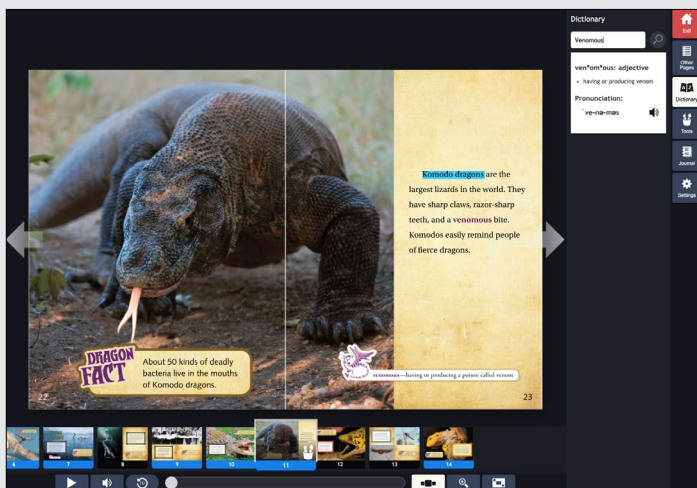 Dictionary
Venomous
ven*om*ous: adjective
• having or producing venom
Pronunciation:
ˈve-nə-məs
Exit
Other
Pages
Dictionary
Tools
Journal
Settings
Komodo dragons are the
largest lizards in the world. They
have sharp claws, razor-sharp
teeth, and a venomous bite.
Komodos easily remind people
of fierce dragons.
DRAGON
FACT
About 50 kinds of deadly
bacteria live in the mouths
of Komodo dragons.
venomous—having or producing a poison called venom
22
23
6
7
8
9
10
11
12
13
14